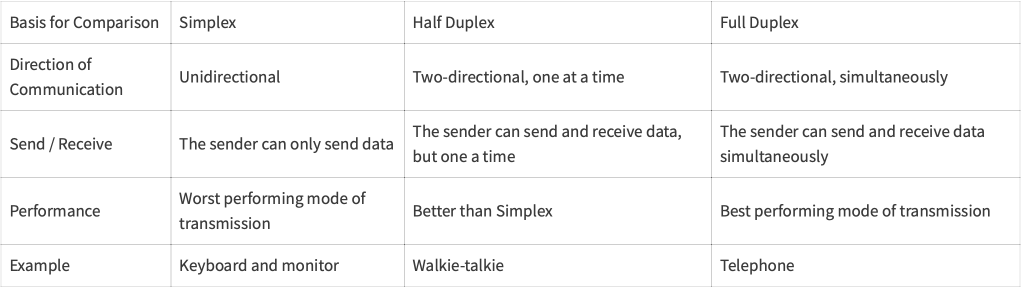 Basis for Comparison Simplex Half Duplex Full Duplex
Direction of
Communication
Unidirectional
Two-directional, one at a time
Two-directional, simultaneously
Send / Receive
The sender can only send data
The sender can send and receive data,
but one a time
The sender can send and receive data
simultaneously
Performance
Worst performing mode of
transmission
Better than Simplex
Best performing mode of transmission
Example Keyboard and monitor Walkie-talkie Telephone